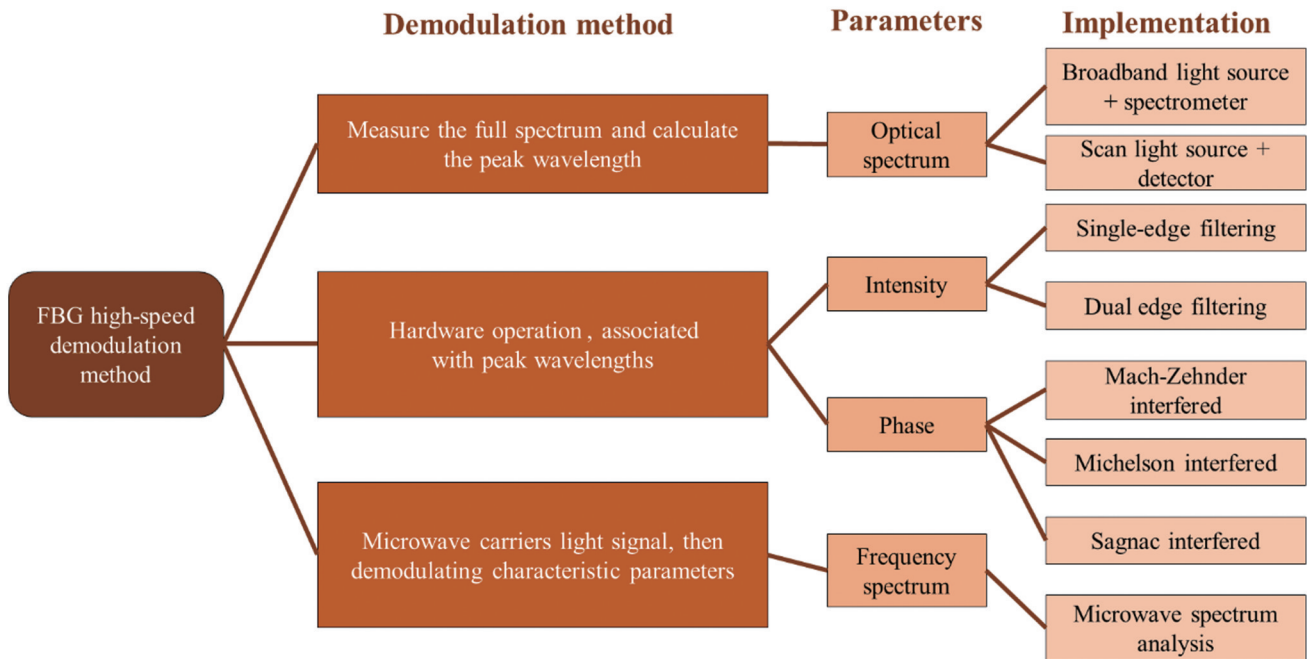 Demodulation method
Parameters
Implementation
FBG high-speed
demodulation
method
Measure the full spectrum and calculate
the peak wavelength
Optical
spectrum
Broadband light source
+ spectrometer
Scan light source +
detector
Hardware operation , associated
with peak wavelengths
Intensity
Single-edge filtering
Dual edge filtering
Phase
Mach-Zehnder
interfered
Michelson interfered
Sagnac interfered
Microwave carriers light signal, then
demodulating characteristic parameters
Frequency
spectrum
Microwave spectrum
analysis